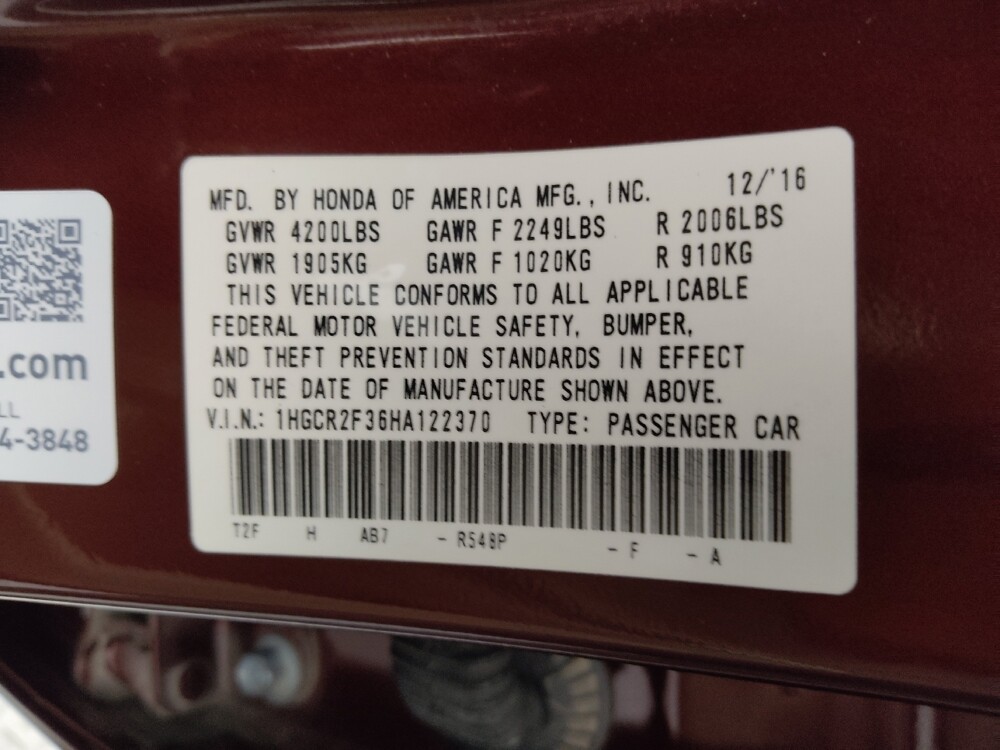 MFD. BY HONDA OF AMERICA MFG., INC. 12/'16
GVWR 4200LBS GAWR F 2249LBS R 2006LBS
GVWR 1905KG GAWR F 1020KG R 910KG
THIS VEHICLE CONFORMS TO ALL APPLICABLE
FEDERAL MOTOR VEHICLE SAFETY, BUMPER,
AND THEFT PREVENTION STANDARDS IN EFFECT
ON THE DATE OF MANUFACTURE SHOWN ABOVE.
V.I.N.: 1HGCR2F36HA122370 TYPE: PASSENGER CAR
T2F H AB7 - R548P - F - A
.com
LL
4-3848